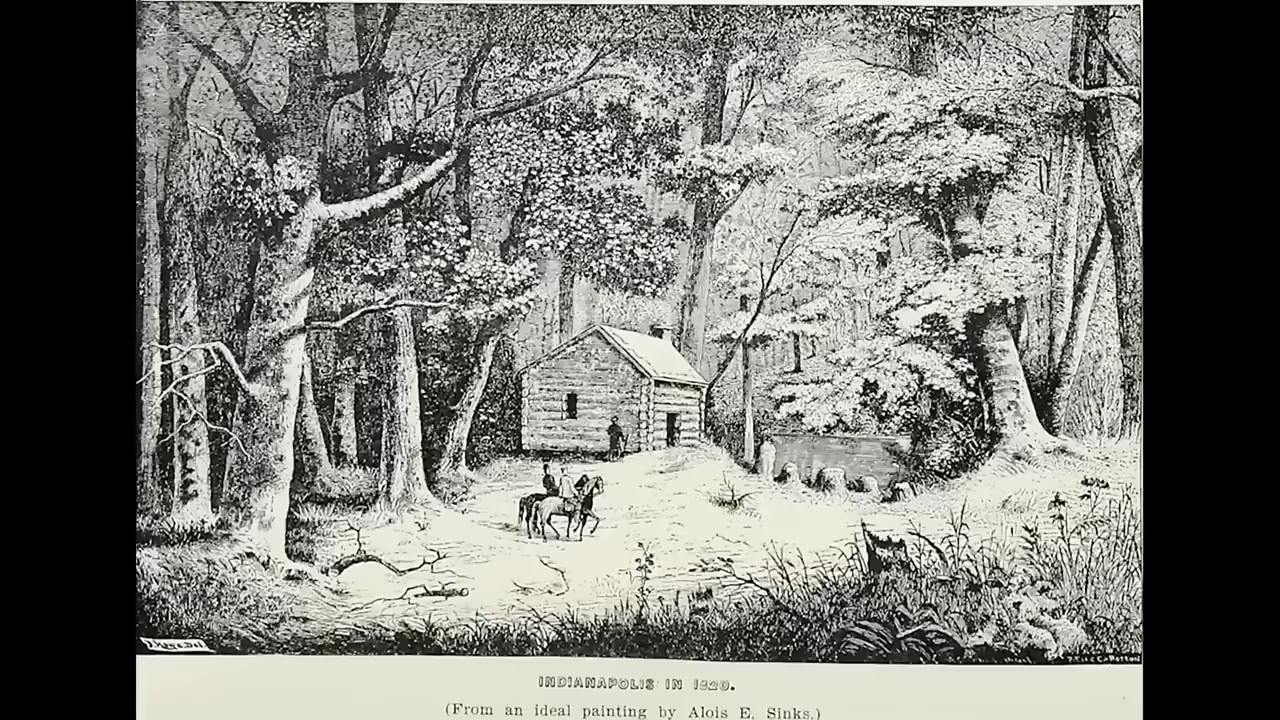 INDIANAPOLIS IN 1820.
(From an ideal painting by Alois E. Sinks.)